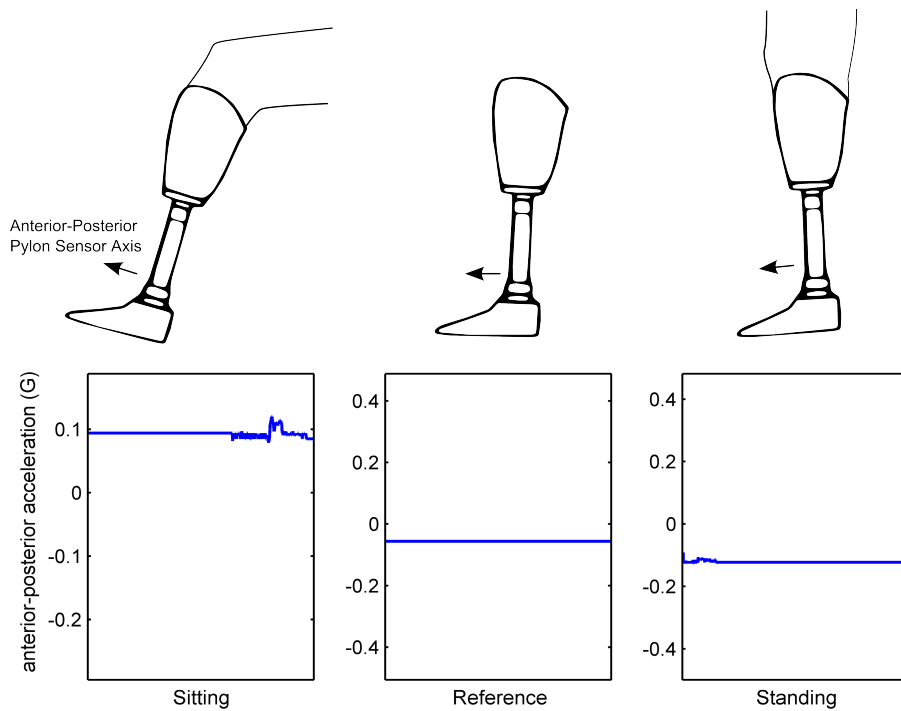 Anterior-Posterior
Pylon Sensor Axis
anterior-posterior acceleration (G)
0.1
0
-0.1
-0.2
Sitting
0.4
0.2
0
-0.2
-0.4
Reference
0.4
0.2
0
-0.2
-0.4
Standing